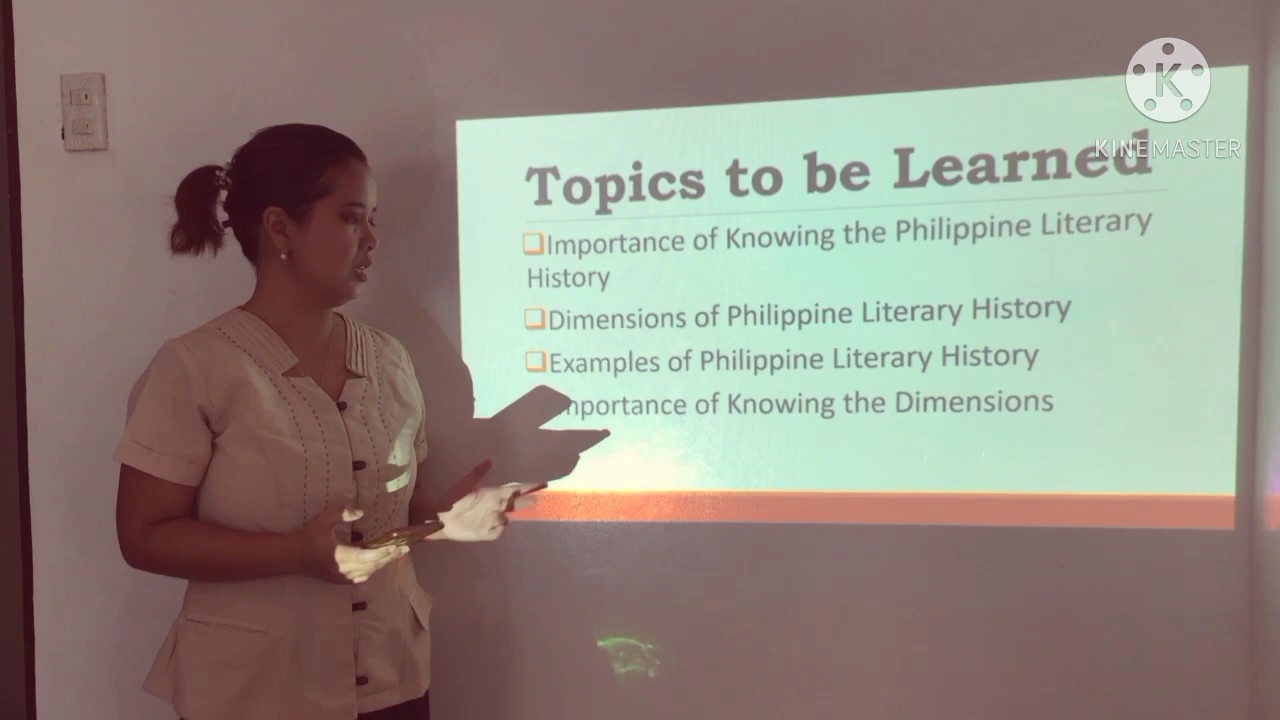 Topics to be Learned
Importance of Knowing the Philippine Literary
History
Dimensions of Philippine Literary History
Examples of Philippine Literary History
mportance of Knowing the Dimensions
K
KINEMASTER